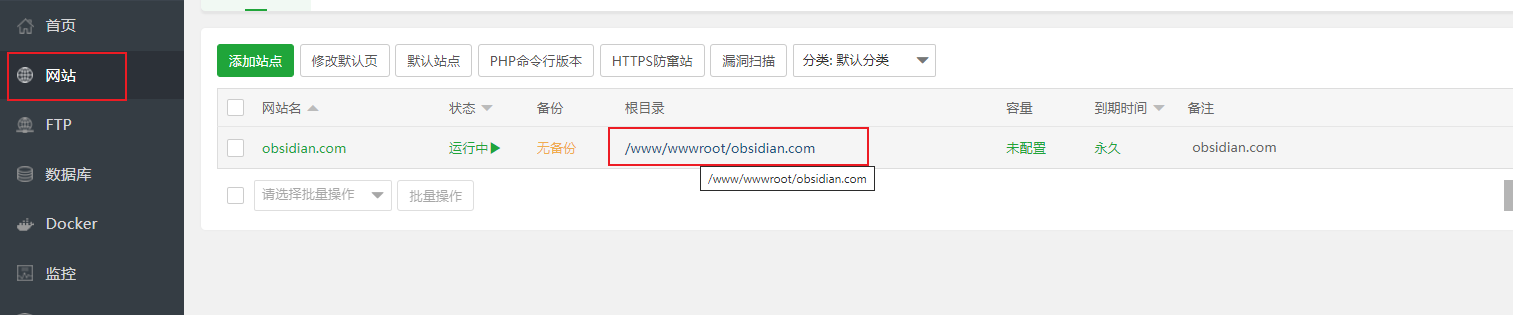 首页
网站
FTP
数据库
Docker
监控
添加站点 修改默认页 默认站点 PHP命令行版本 HTTPS防窜站 漏洞扫描 分类: 默认分类
网站名 状态 备份 根目录 容量 到期时间 备注
obsidian.com 运行中 无备份 /www/wwwroot/obsidian.com 未配置 永久 obsidian.com
/www/wwwroot/obsidian.com
请选择批量操作 批量操作